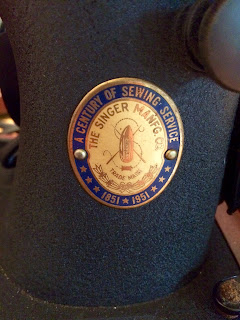 A CENTURY OF SEWING SERVICE
THE SINGER MANFG. CO.
TRADE MARK
1851 1951